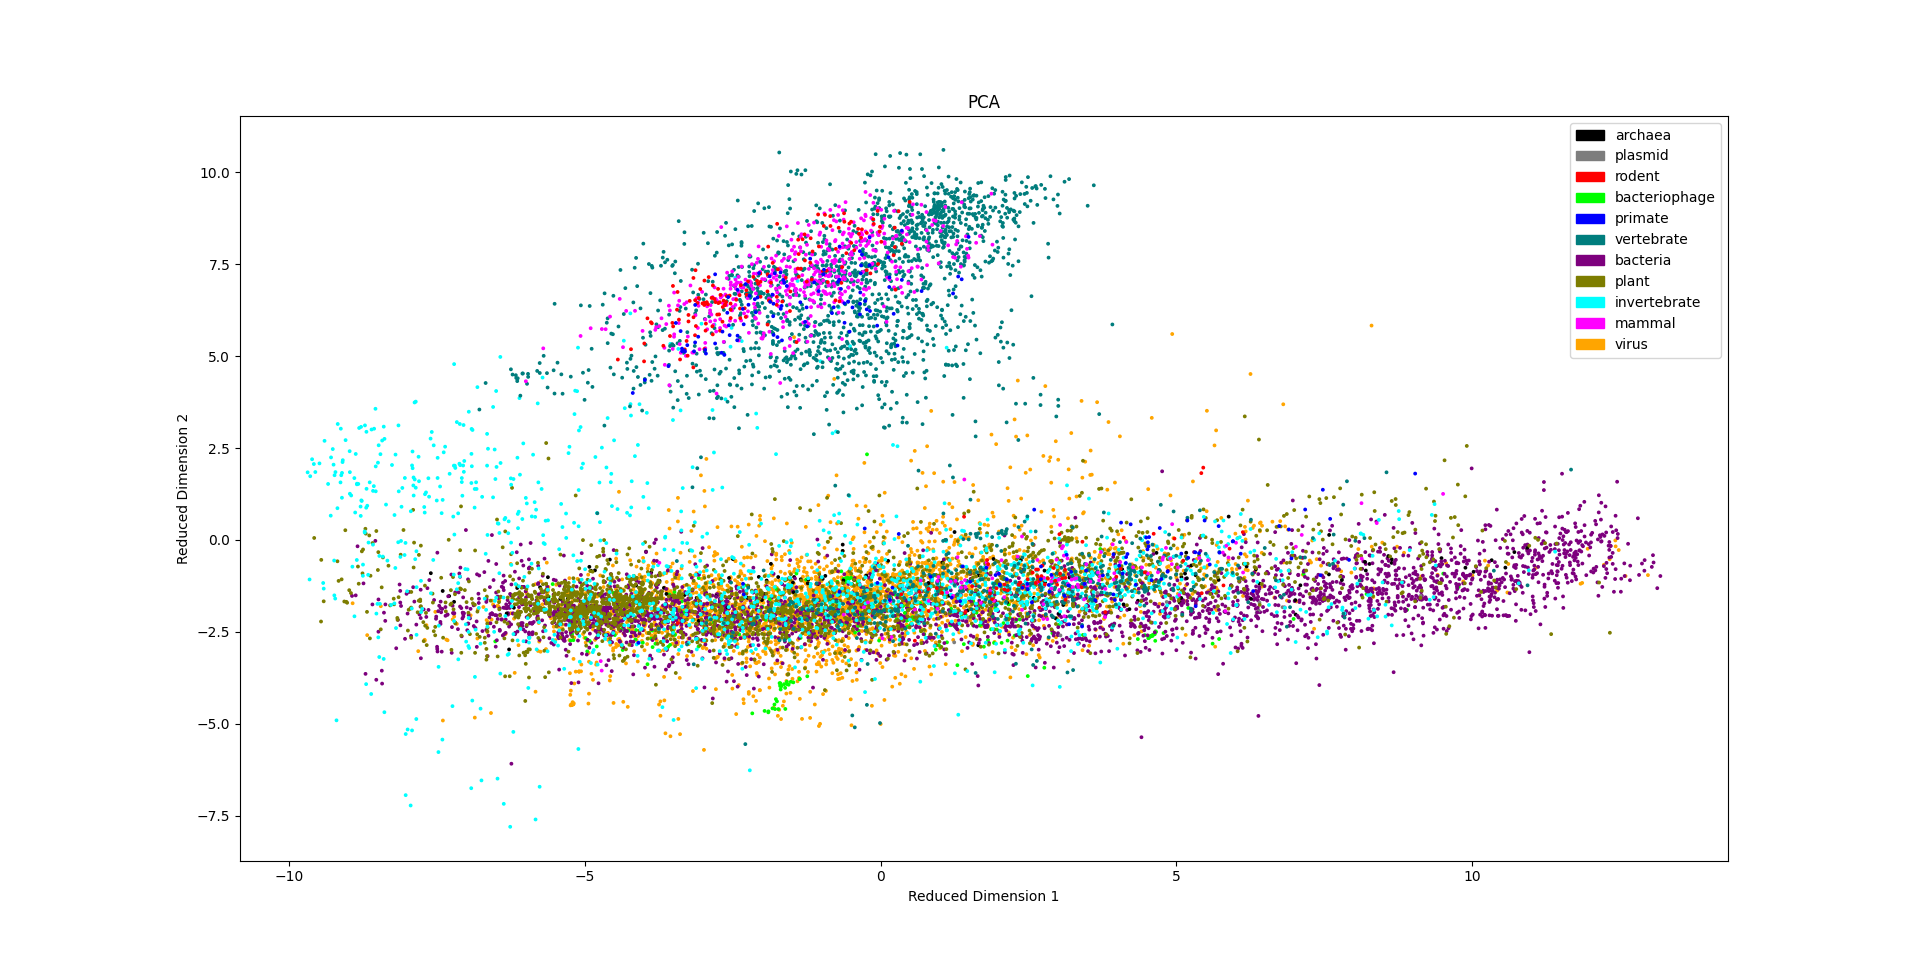 PCA
archaea
plasmid
rodent
bacteriophage
primate
vertebrate
bacteria
plant
invertebrate
mammal
virus
10.0
7.5
5.0
2.5
0.0
−2.5
−5.0
−7.5
Reduced Dimension 2
−10
−5
0
5
10
Reduced Dimension 1